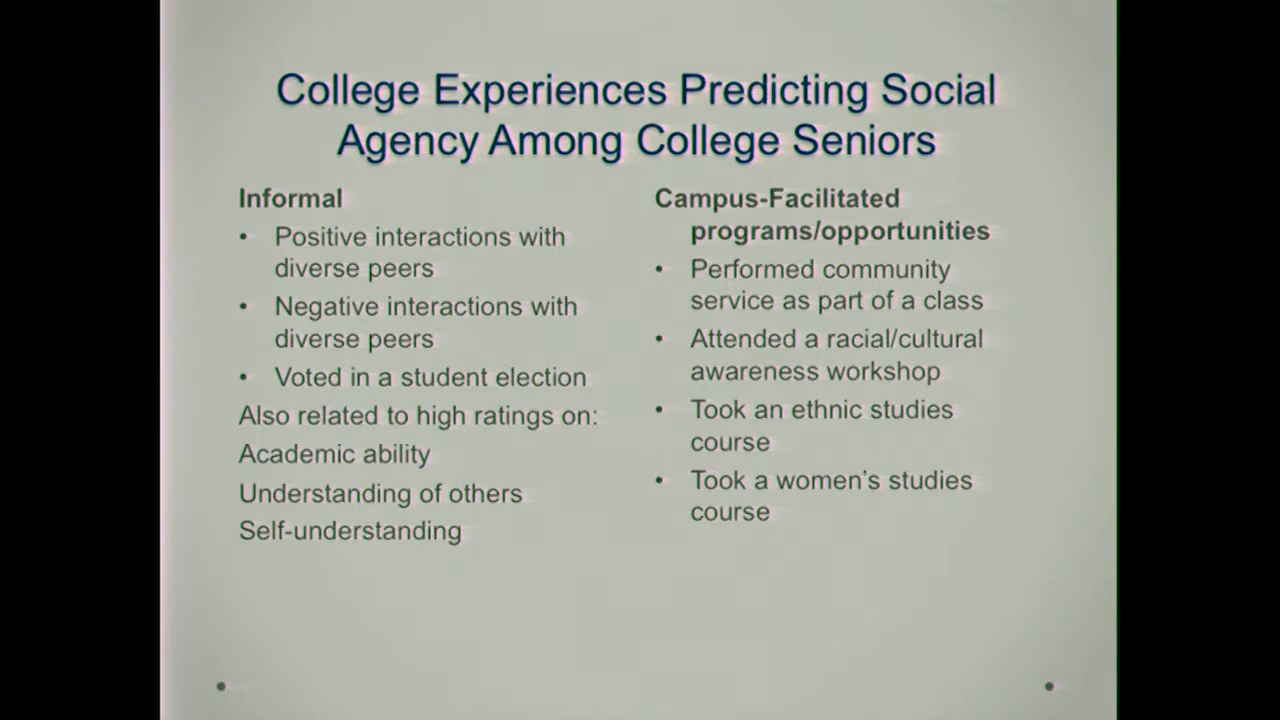 College Experiences Predicting Social
Agency Among College Seniors
Informal
• Positive interactions with
diverse peers
• Negative interactions with
diverse peers
• Voted in a student election
Also related to high ratings on:
Academic ability
Understanding of others
Self-understanding
Campus-Facilitated
programs/opportunities
• Performed community
service as part of a class
• Attended a racial/cultural
awareness workshop
• Took an ethnic studies
course
• Took a women's studies
course